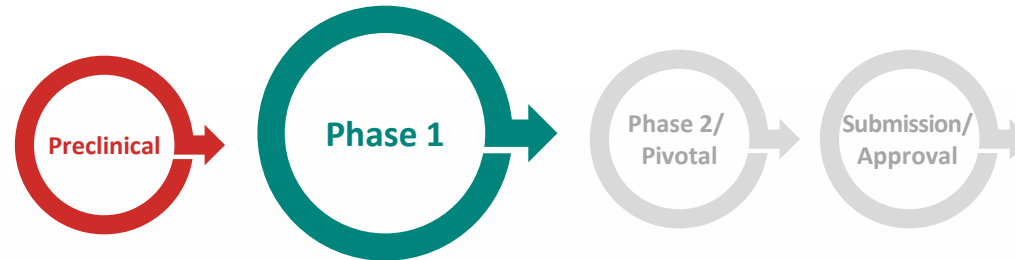 Preclinical
Phase 1
Phase 2/
Pivotal
Submission/
Approval